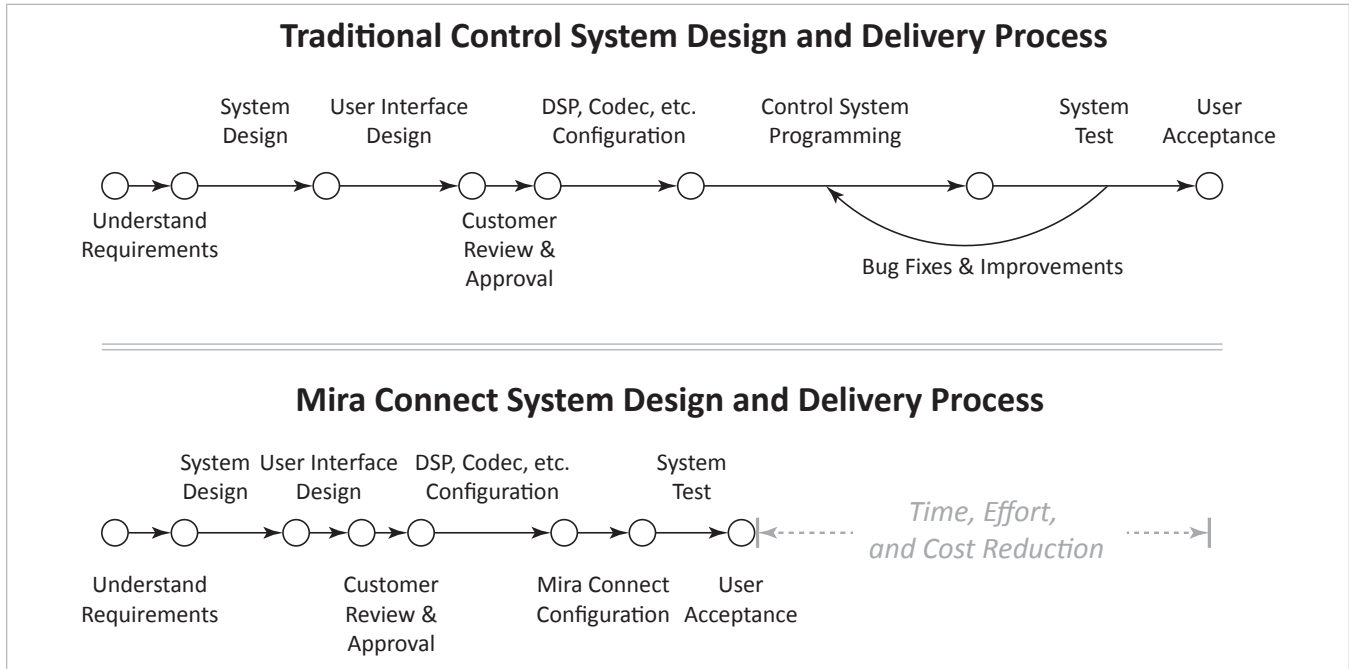 Traditional Control System Design and Delivery Process
System
Design
User Interface
Design
DSP, Codec, etc.
Configuration
Control System
Programming
System
Test
User
Acceptance
Understand
Requirements
Customer
Review &
Approval
Bug Fixes & Improvements
Mira Connect System Design and Delivery Process
System
Design
User Interface
Design
DSP, Codec, etc.
Configuration
System
Test
Time, Effort,
and Cost Reduction
Understand
Requirements
Customer
Review &
Approval
Mira Connect
Configuration
User
Acceptance